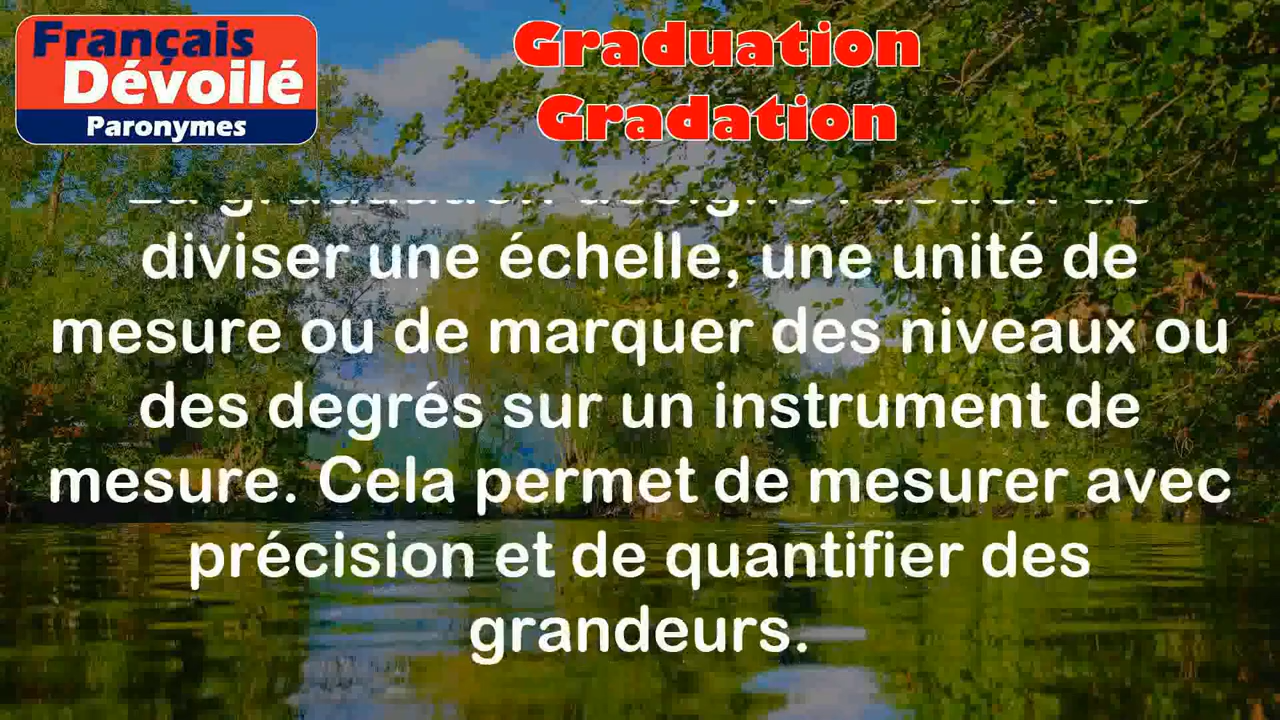 Français
Dévoilé
Paronymes
Graduation
Gradation
diviser une échelle, une unité de
mesure ou de marquer des niveaux ou
des degrés sur un instrument de
mesure. Cela permet de mesurer avec
précision et de quantifier des
grandeurs.